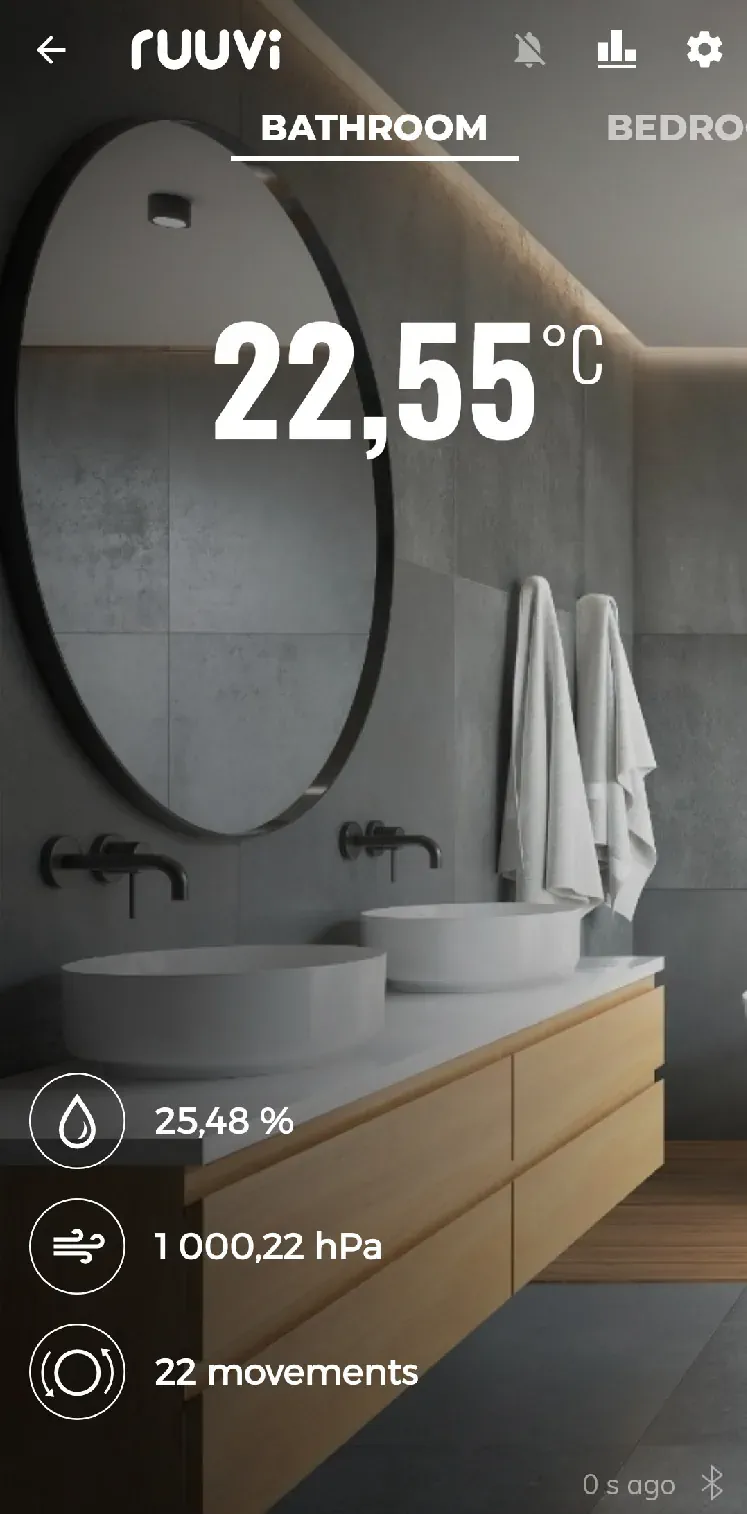 ruuvi
BATHROOM
22,55°C
25,48 %
1 000,22 hPa
22 movements
0 s ago